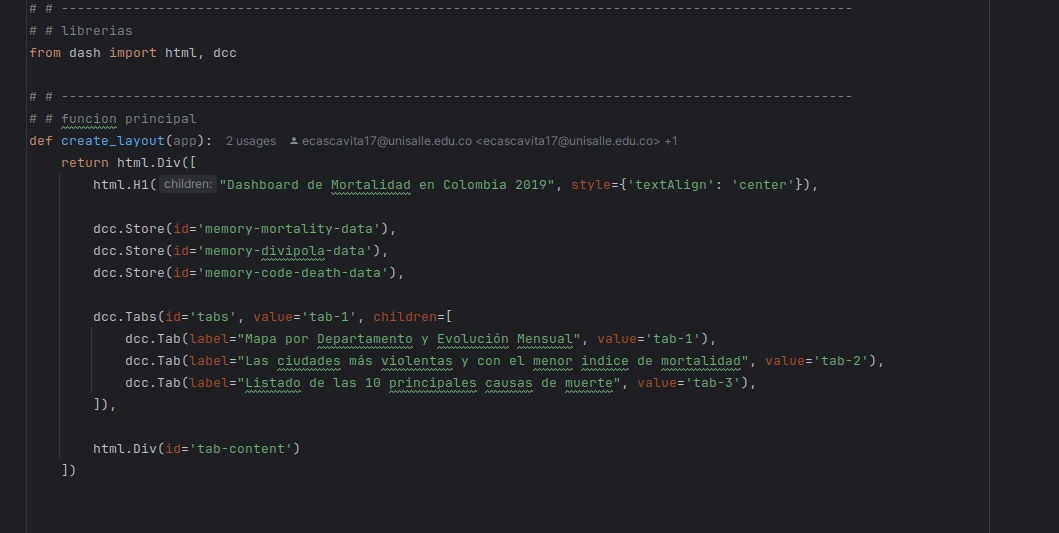 # # ---------------------------------------------------------------------------------------------------
# # librerias
from dash import html, dcc
# # ---------------------------------------------------------------------------------------------------
# # funcion principal
def create_layout(app): 2 usages ecascavita17@unisalle.edu.co <ecascavita17@unisalle.edu.co> +1
    return html.Div([
        html.H1( children: "Dashboard de Mortalidad en Colombia 2019", style={'textAlign': 'center'}),
        dcc.Store(id='memory-mortality-data'),
        dcc.Store(id='memory-divipola-data'),
        dcc.Store(id='memory-code-death-data'),
        dcc.Tabs(id='tabs', value='tab-1', children=[
            dcc.Tab(label="Mapa por Departamento y Evolución Mensual", value='tab-1'),
            dcc.Tab(label="Las ciudades más violentas y con el menor indice de mortalidad", value='tab-2'),
            dcc.Tab(label="Listado de las 10 principales causas de muerte", value='tab-3'),
        ]),
        html.Div(id='tab-content')
    ])